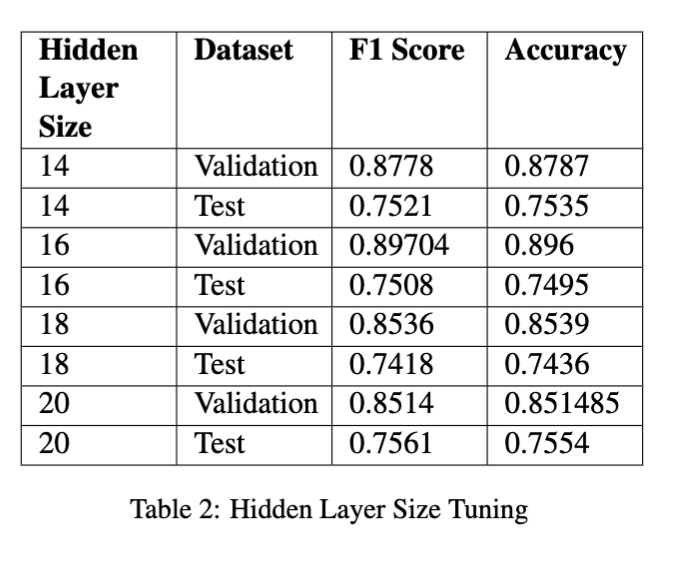 Hidden Layer Size Dataset F1 Score Accuracy
14 Validation 0.8778 0.8787
14 Test 0.7521 0.7535
16 Validation 0.89704 0.896
16 Test 0.7508 0.7495
18 Validation 0.8536 0.8539
18 Test 0.7418 0.7436
20 Validation 0.8514 0.851485
20 Test 0.7561 0.7554
Table 2: Hidden Layer Size Tuning